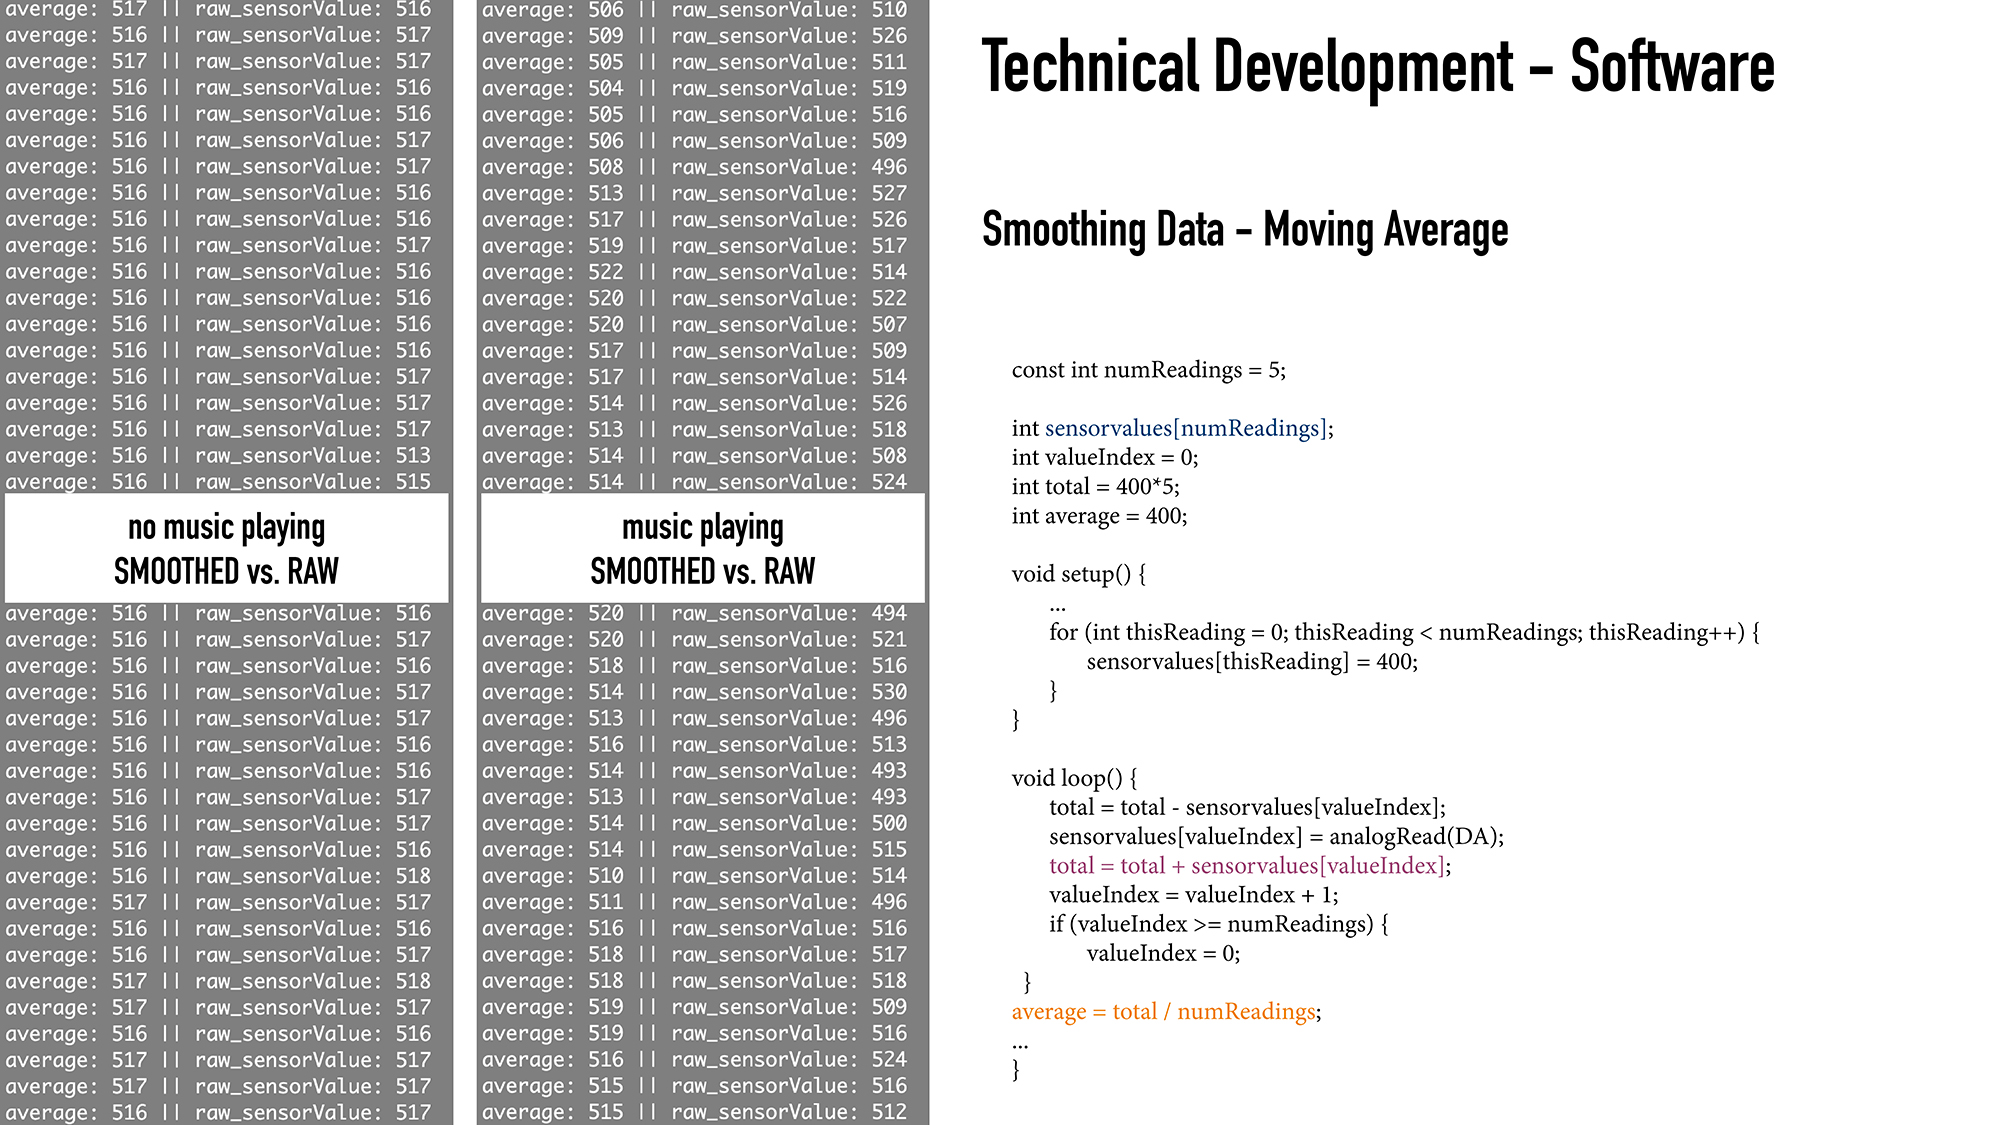 average: 517 || raw_sensorValue: 516
average: 516 || raw_sensorValue: 517
average: 517 || raw_sensorValue: 517
average: 516 || raw_sensorValue: 516
average: 516 || raw_sensorValue: 516
average: 516 || raw_sensorValue: 517
average: 516 || raw_sensorValue: 517
average: 516 || raw_sensorValue: 516
average: 516 || raw_sensorValue: 516
average: 516 || raw_sensorValue: 517
average: 516 || raw_sensorValue: 516
average: 516 || raw_sensorValue: 516
average: 516 || raw_sensorValue: 516
average: 516 || raw_sensorValue: 516
average: 516 || raw_sensorValue: 517
average: 516 || raw_sensorValue: 517
average: 516 || raw_sensorValue: 517
average: 516 || raw_sensorValue: 513
average: 516 || raw_sensorValue: 515
no music playing
SMOOTHED vs. RAW
average: 516 || raw_sensorValue: 516
average: 516 || raw_sensorValue: 517
average: 516 || raw_sensorValue: 516
average: 516 || raw_sensorValue: 517
average: 516 || raw_sensorValue: 517
average: 516 || raw_sensorValue: 516
average: 516 || raw_sensorValue: 516
average: 516 || raw_sensorValue: 517
average: 516 || raw_sensorValue: 517
average: 516 || raw_sensorValue: 516
average: 516 || raw_sensorValue: 518
average: 517 || raw_sensorValue: 517
average: 516 || raw_sensorValue: 516
average: 516 || raw_sensorValue: 517
average: 517 || raw_sensorValue: 518
average: 517 || raw_sensorValue: 517
average: 516 || raw_sensorValue: 516
average: 517 || raw_sensorValue: 517
average: 517 || raw_sensorValue: 517
average: 516 || raw_sensorValue: 517
average: 506 || raw_sensorValue: 510
average: 509 || raw_sensorValue: 526
average: 505 || raw_sensorValue: 511
average: 504 || raw_sensorValue: 519
average: 505 || raw_sensorValue: 516
average: 506 || raw_sensorValue: 509
average: 508 || raw_sensorValue: 496
average: 513 || raw_sensorValue: 527
average: 517 || raw_sensorValue: 526
average: 519 || raw_sensorValue: 517
average: 522 || raw_sensorValue: 514
average: 520 || raw_sensorValue: 522
average: 520 || raw_sensorValue: 507
average: 517 || raw_sensorValue: 509
average: 517 || raw_sensorValue: 514
average: 514 || raw_sensorValue: 526
average: 513 || raw_sensorValue: 518
average: 514 || raw_sensorValue: 508
average: 514 || raw_sensorValue: 524
music playing
SMOOTHED vs. RAW
average: 520 || raw_sensorValue: 494
average: 520 || raw_sensorValue: 521
average: 518 || raw_sensorValue: 516
average: 514 || raw_sensorValue: 530
average: 513 || raw_sensorValue: 496
average: 516 || raw_sensorValue: 513
average: 514 || raw_sensorValue: 493
average: 513 || raw_sensorValue: 493
average: 514 || raw_sensorValue: 500
average: 514 || raw_sensorValue: 515
average: 510 || raw_sensorValue: 514
average: 511 || raw_sensorValue: 496
average: 516 || raw_sensorValue: 516
average: 518 || raw_sensorValue: 517
average: 518 || raw_sensorValue: 518
average: 519 || raw_sensorValue: 509
average: 519 || raw_sensorValue: 516
average: 516 || raw_sensorValue: 524
average: 515 || raw_sensorValue: 516
average: 515 || raw_sensorValue: 512
Technical Development - Software
Smoothing Data - Moving Average
const int numReadings = 5;
int sensorvalues[numReadings];
int valueIndex = 0;
int total = 400*5;
int average = 400;
void setup() {
...
for (int thisReading = 0; thisReading < numReadings; thisReading++) {
sensorvalues[thisReading] = 400;
}
}
void loop() {
total = total - sensorvalues[valueIndex];
sensorvalues[valueIndex] = analogRead(DA);
total = total + sensorvalues[valueIndex];
valueIndex = valueIndex + 1;
if (valueIndex >= numReadings) {
valueIndex = 0;
}
average = total / numReadings;
...
}